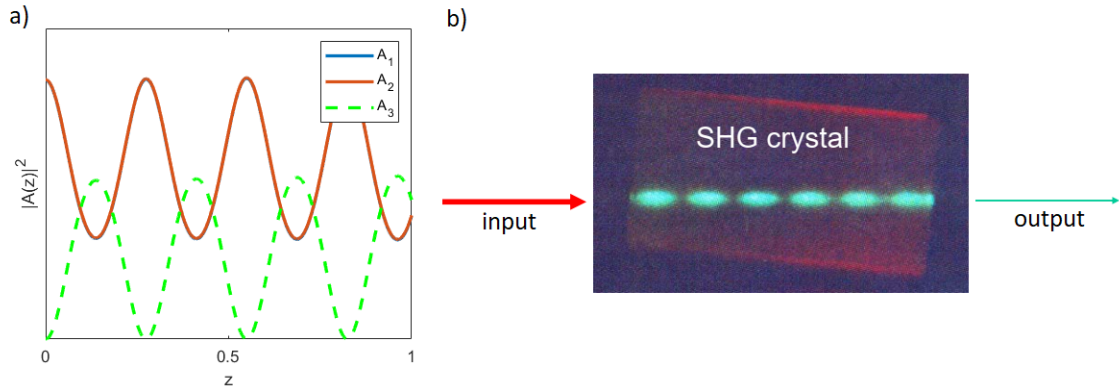 a)
b)
A₁
A₂
A₃
|A(z)|²
0
0.5
1
z
input
SHG crystal
output